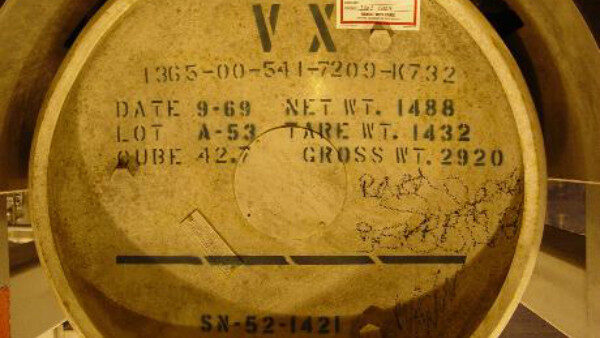 VX
1365-00-541-7209-K732
DATE 9-69 NET WT. 1488
LOT A-53 TARE WT. 1432
CUBE 42.7 GROSS WT. 2920
SN-52-1421